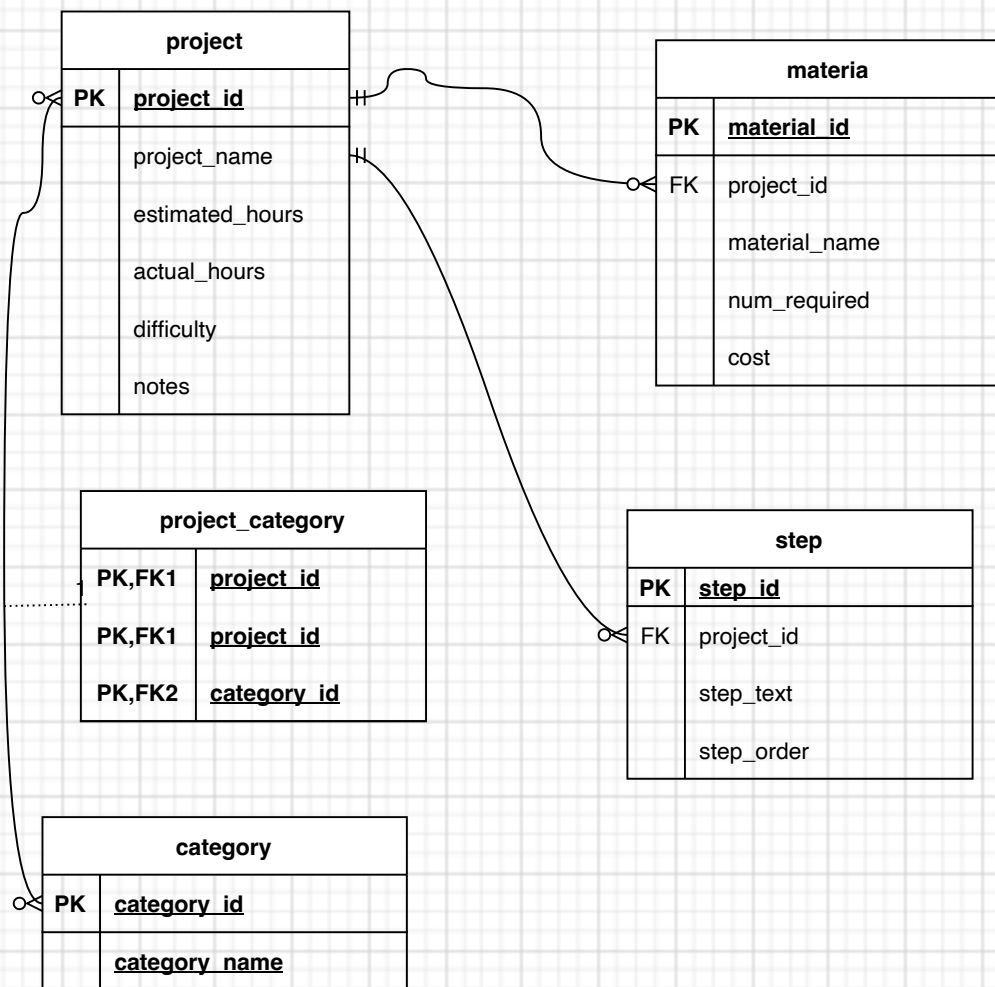 project
PK project_id
project_name
estimated_hours
actual_hours
difficulty
notes
materia
PK material_id
FK project_id
material_name
num_required
cost
project_category
1
PK,FK1 project_id
PK,FK1 project_id
PK,FK2 category_id
step
PK step_id
FK project_id
step_text
step_order
category
PK category_id
category_name